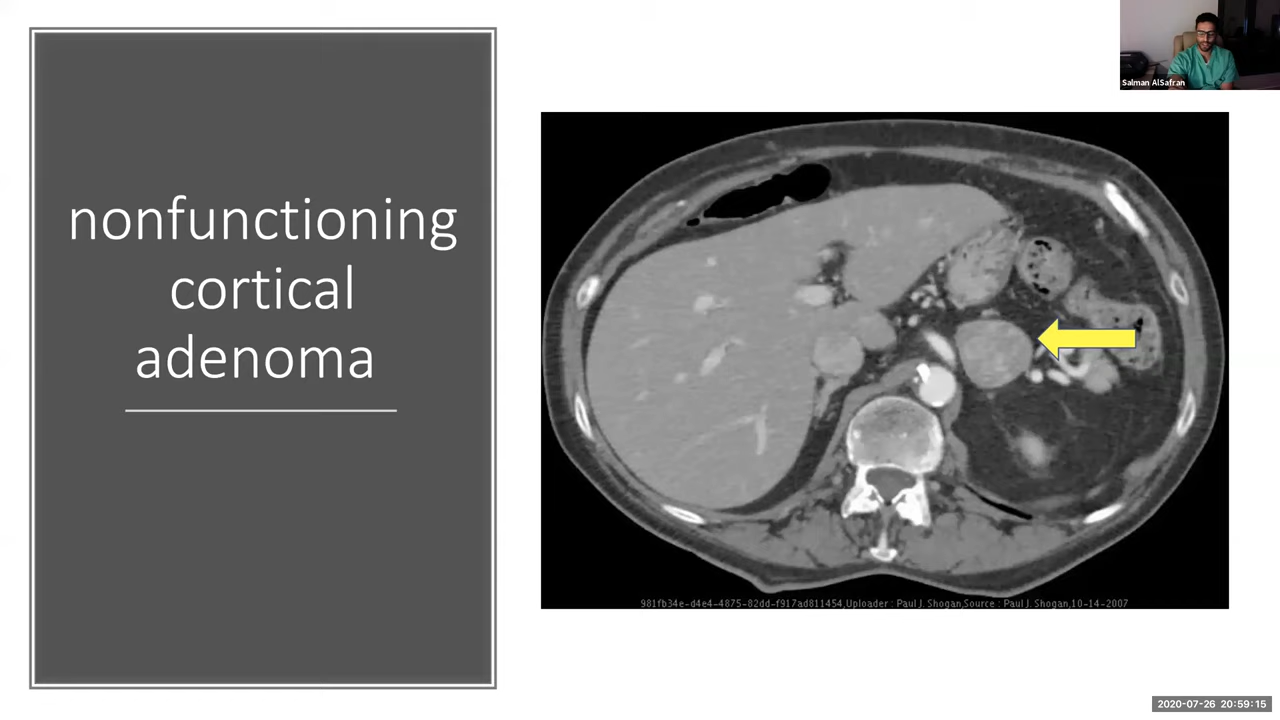 Salman AlSafran
nonfunctioning
cortical
adenoma
981fb34e-d4e4-4875-82dd-f917ad811454,Uploader : Paul J. Shogan,Source : Paul J. Shogan,10-14-2007
2020-07-26 20:59:15